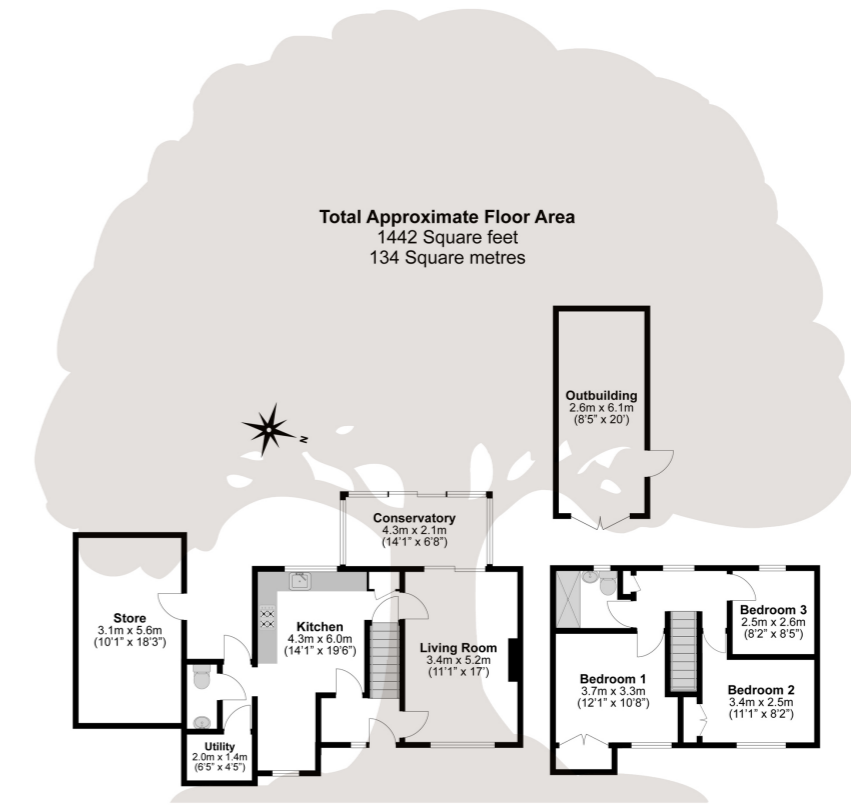 Total Approximate Floor Area
1442 Square feet
134 Square metres
Outbuilding
2.6m x 6.1m
(8'5" x 20')
N
Conservatory
4.3m x 2.1m
(14'1" x 6'8")
Store
3.1m x 5.6m
(10'1" x 18'3")
Kitchen
4.3m x 6.0m
(14'1" x 19'6")
Living Room
3.4m x 5.2m
(11'1" x 17')
Utility
2.0m x 1.4m
(6'5" x 4'5")
Bedroom 3
2.5m x 2.6m
(8'2" x 8'5")
Bedroom 1
3.7m x 3.3m
(12'1" x 10'8")
Bedroom 2
3.4m x 2.5m
(11'1" x 8'2")